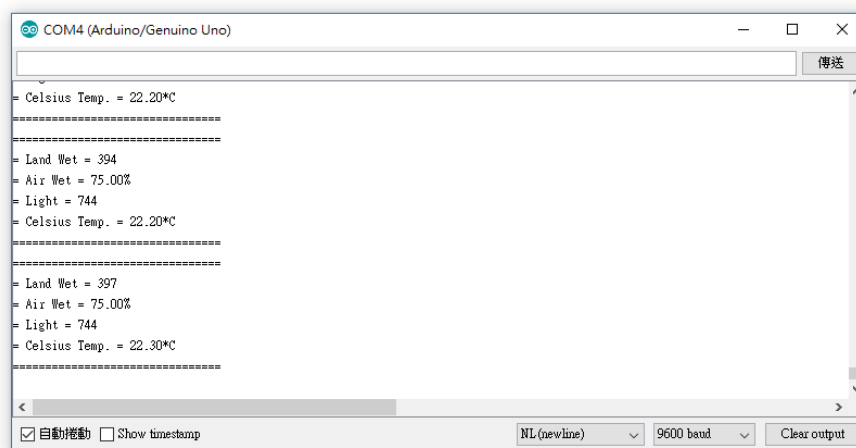 COM4 (Arduino/Genuino Uno)
傳送
= Celsius Temp. = 22.20*C
================================
================================
= Land Wet = 394
= Air Wet = 75.00%
= Light = 744
= Celsius Temp. = 22.20*C
================================
================================
= Land Wet = 397
= Air Wet = 75.00%
= Light = 744
= Celsius Temp. = 22.30*C
================================
自動捲動 Show timestamp NL(newline) 9600 baud Clear output